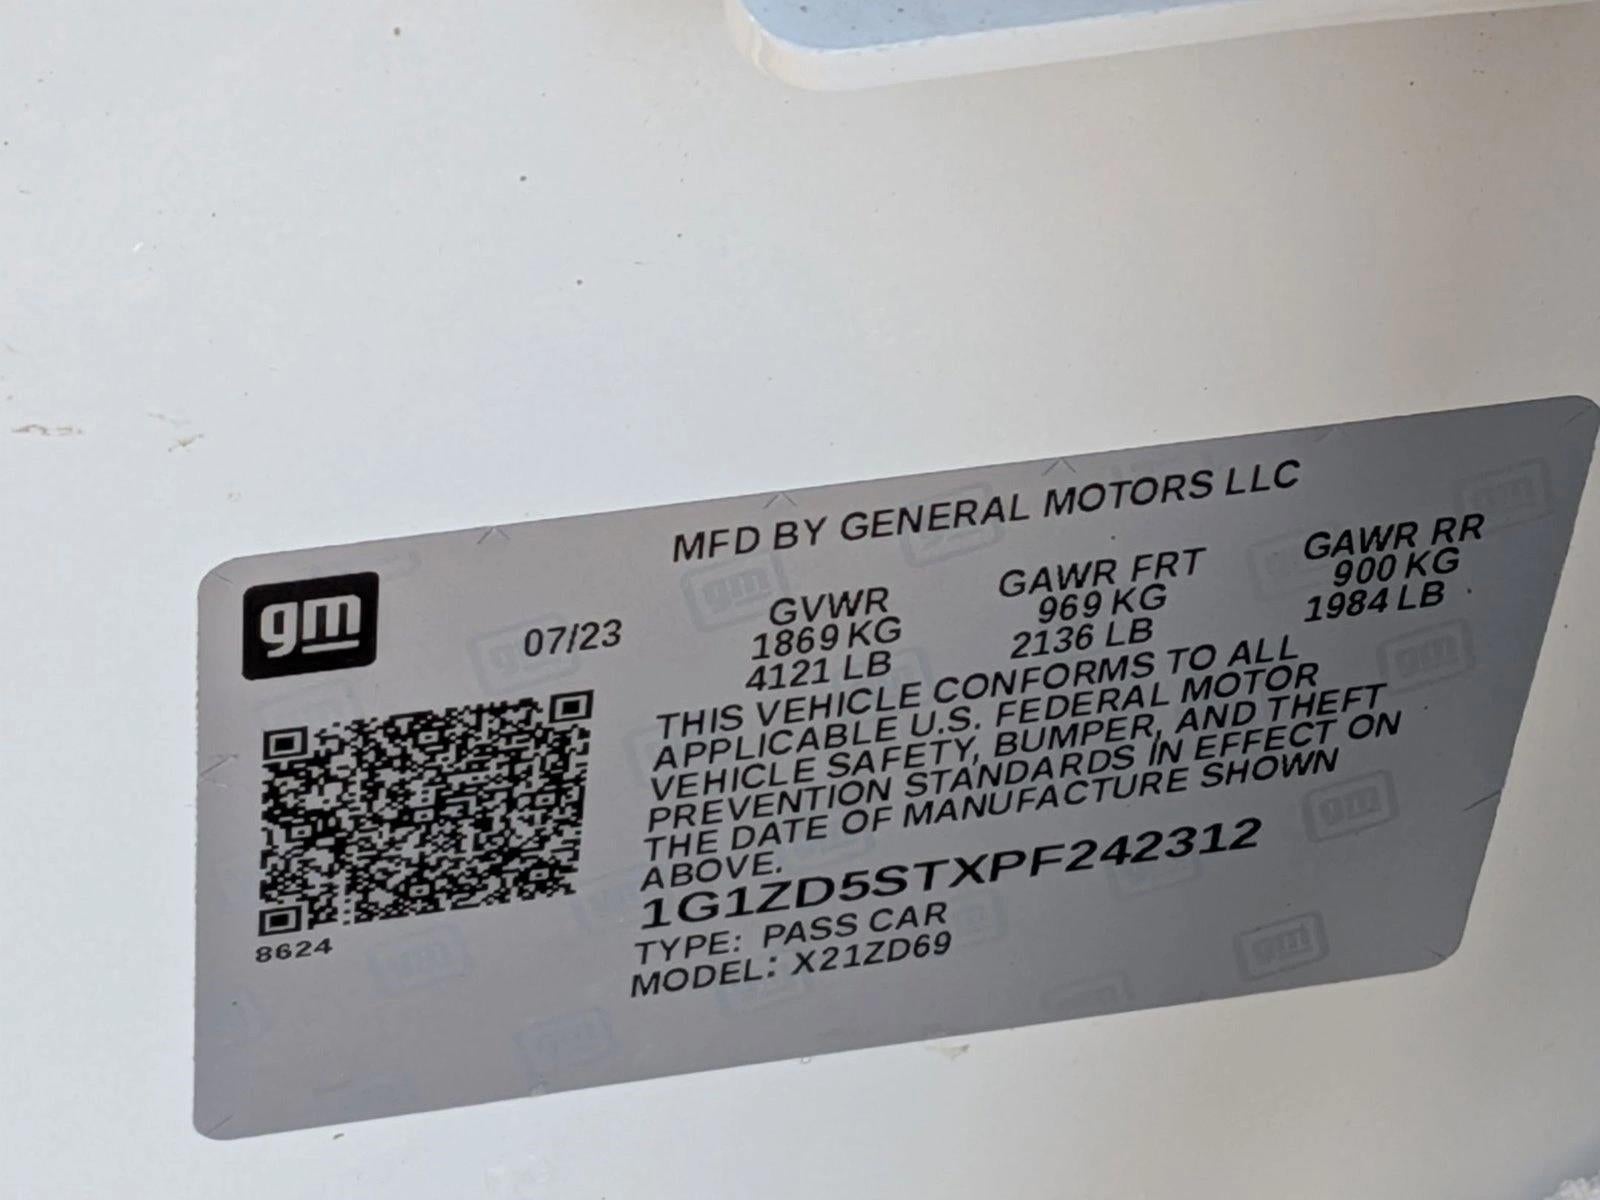 MFD BY GENERAL MOTORS LLC
gm
07/23
GVWR GAWR FRT GAWR RR
1869 KG 969 KG 900 KG
4121 LB 2136 LB 1984 LB
THIS VEHICLE CONFORMS TO ALL
APPLICABLE U.S. FEDERAL MOTOR
VEHICLE SAFETY, BUMPER, AND THEFT
PREVENTION STANDARDS IN EFFECT ON
THE DATE OF MANUFACTURE SHOWN
ABOVE.
1G1ZD5STXPF242312
TYPE: PASS CAR
MODEL: X21ZD69
8624